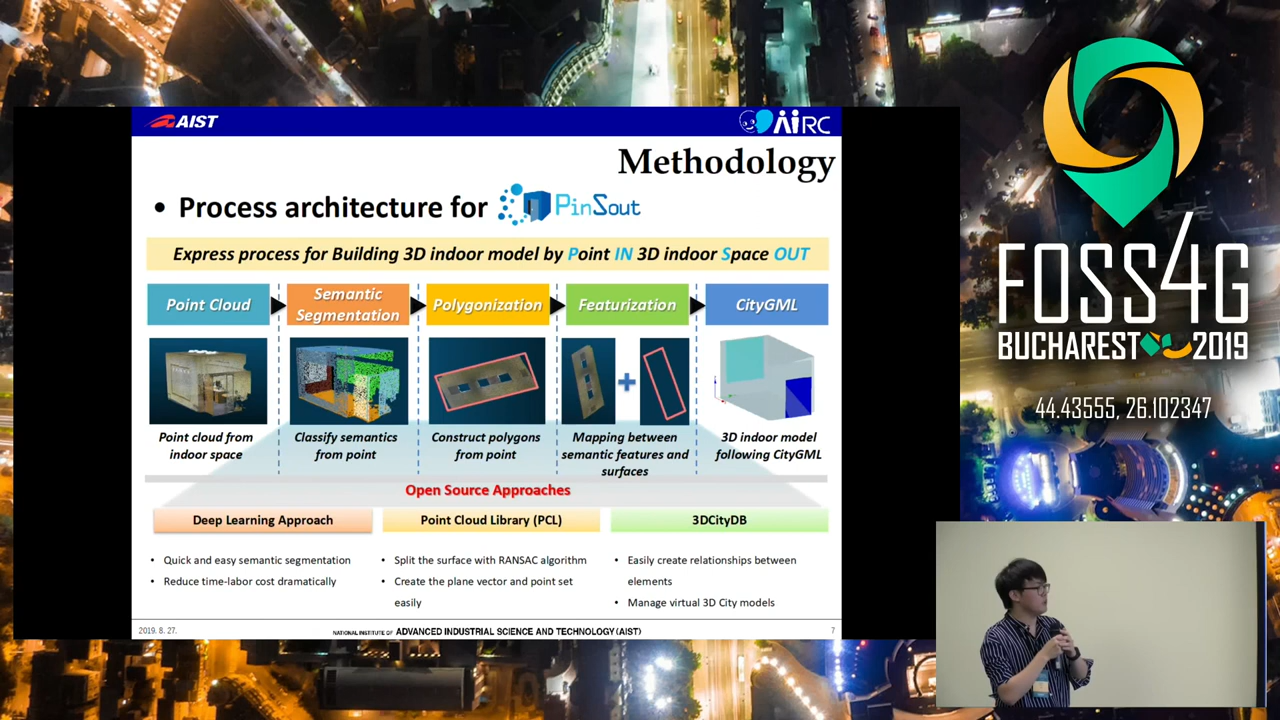 AIST
AiRC
Methodology
• Process architecture for PinSout
Express process for Building 3D indoor model by Point IN 3D indoor Space OUT
Point Cloud
Semantic
Segmentation
Polygonization
Featurization
CityGML
Point cloud from
indoor space
Classify semantics
from point
Construct polygons
from point
Mapping between
semantic features and
surfaces
3D indoor model
following CityGML
Open Source Approaches
Deep Learning Approach
Point Cloud Library (PCL)
3DCityDB
• Quick and easy semantic segmentation
• Reduce time-labor cost dramatically
• Split the surface with RANSAC algorithm
• Create the plane vector and point set
easily
• Easily create relationships between
elements
• Manage virtual 3D City models
2019. 8. 27.
NATIONAL INSTITUTE OF ADVANCED INDUSTRIAL SCIENCE AND TECHNOLOGY (AIST)
7
FOSS4G
BUCHAREST 2019
44.43555, 26.102347